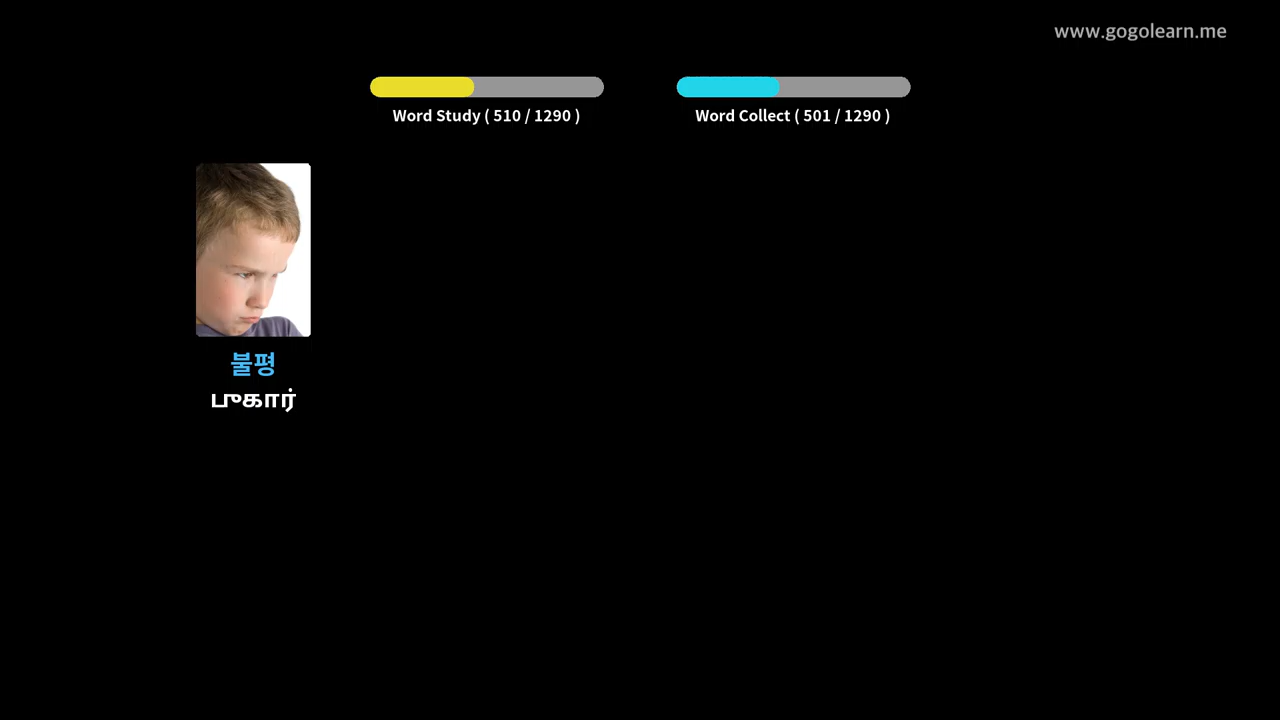 www.gogolearn.me
Word Study ( 510 / 1290 )
Word Collect ( 501 / 1290 )
불평
புகார்